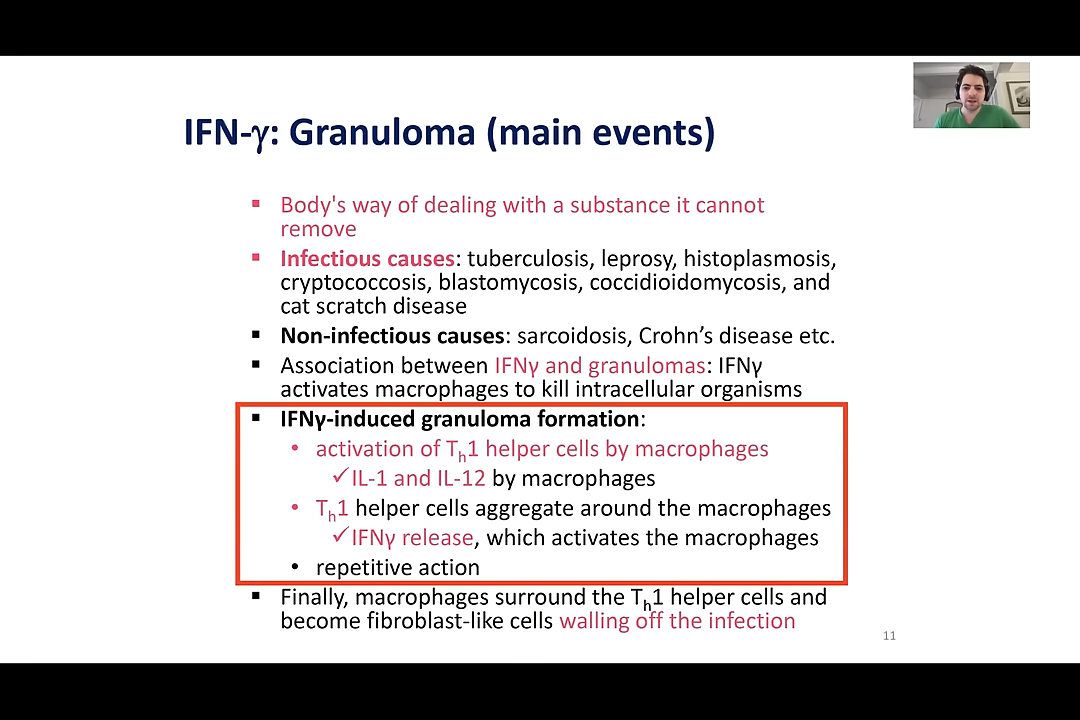 IFN-γ: Granuloma (main events)
▪ Body's way of dealing with a substance it cannot
remove
▪ Infectious causes: tuberculosis, leprosy, histoplasmosis,
cryptococcosis, blastomycosis, coccidioidomycosis, and
cat scratch disease
▪ Non-infectious causes: sarcoidosis, Crohn’s disease etc.
▪ Association between IFNγ and granulomas: IFNγ
activates macrophages to kill intracellular organisms
▪ IFNγ-induced granuloma formation:
• activation of Th1 helper cells by macrophages
✓IL-1 and IL-12 by macrophages
• Th1 helper cells aggregate around the macrophages
✓IFNγ release, which activates the macrophages
• repetitive action
▪ Finally, macrophages surround the Th1 helper cells and
become fibroblast-like cells walling off the infection
11